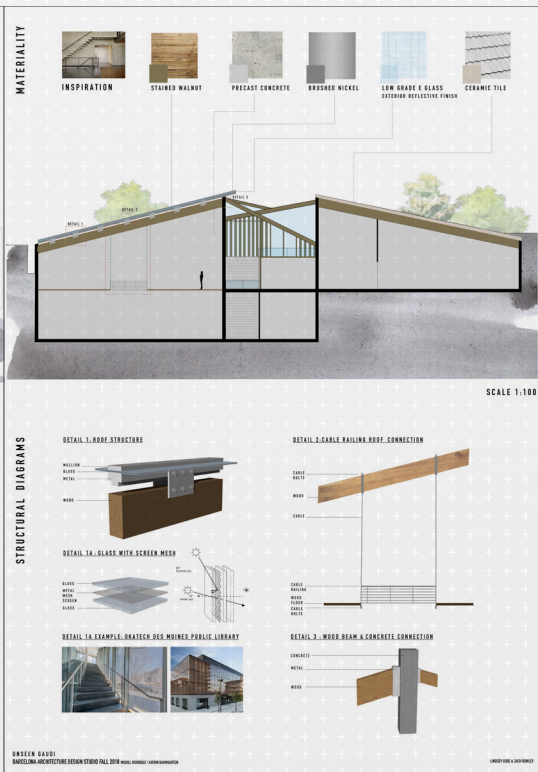 MATERIALITY
INSPIRATION
STAINED WALNUT
PRECAST CONCRETE
BRUSHED NICKEL
LOW GRADE E GLASS
EXTERIOR REFLECTIVE FINISH
CERAMIC TILE
DETAIL 1
DETAIL 2
DETAIL 3
SCALE 1:100
STRUCTURAL DIAGRAMS
DETAIL 1: ROOF STRUCTURE
MULLION
GLASS
METAL
WOOD
DETAIL 2: CABLE RAILING ROOF CONNECTION
CABLE
BOLTS
WOOD
CABLE
CABLE
RAILING
WOOD
FLOOR
CABLE
BOLTS
DETAIL 1A: GLASS WITH SCREEN MESH
GLASS
METAL
MESH
SCREEN
GLASS
DETAIL 1A EXAMPLE: OKATECH DES MOINES PUBLIC LIBRARY
DETAIL 3 : WOOD BEAM & CONCRETE CONNECTION
CONCRETE
METAL
WOOD
UNSEEN GAUDI
BARCELONA ARCHITECTURE DESIGN STUDIO FALL 2018